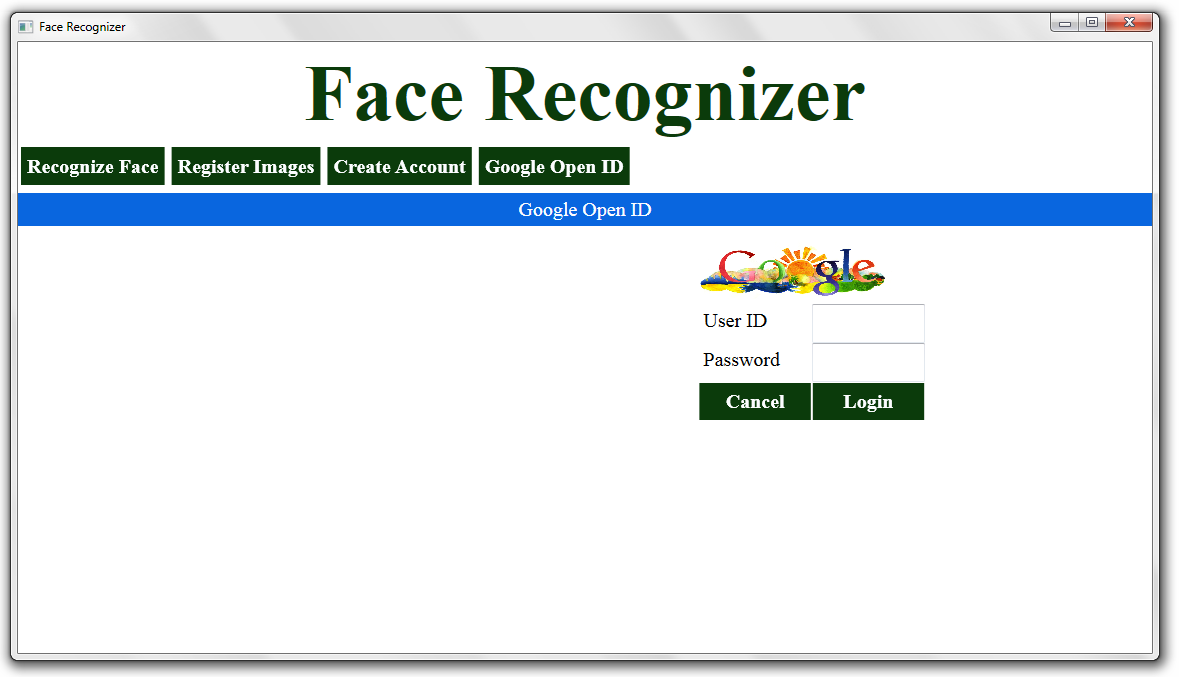 Face Recognizer
Face Recognizer
Recognize Face Register Images Create Account Google Open ID
Google Open ID
Google
User ID
Password
Cancel Login